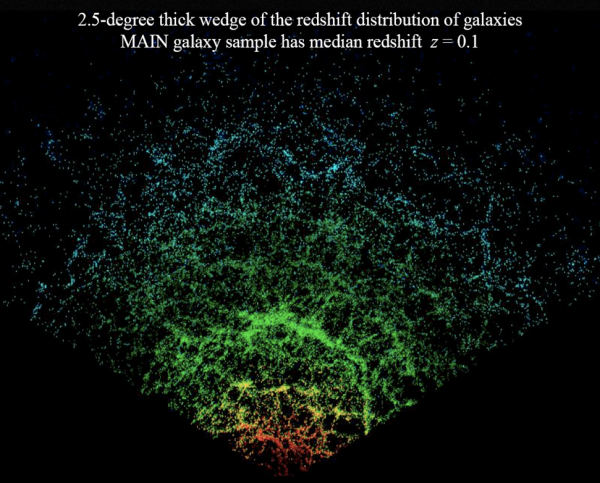 2.5-degree thick wedge of the redshift distribution of galaxies
MAIN galaxy sample has median redshift z = 0.1